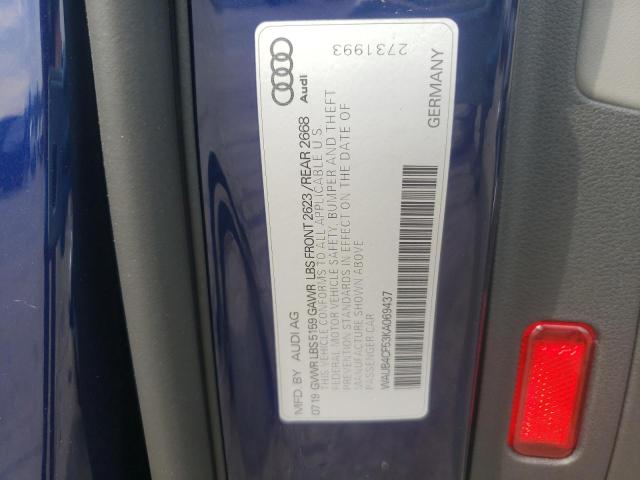 Audi
2731993
MFD. BY AUDI AG
0719 GVWR LBS 5159 GAWR LBS FRONT 2623 / REAR 2668
THIS VEHICLE CONFORMS TO ALL APPLICABLE U.S.
FEDERAL MOTOR VEHICLE SAFETY, BUMPER AND THEFT
PREVENTION STANDARDS IN EFFECT ON THE DATE OF
MANUFACTURE SHOWN ABOVE
PASSENGER CAR
WAUB4CF53KA069437
GERMANY